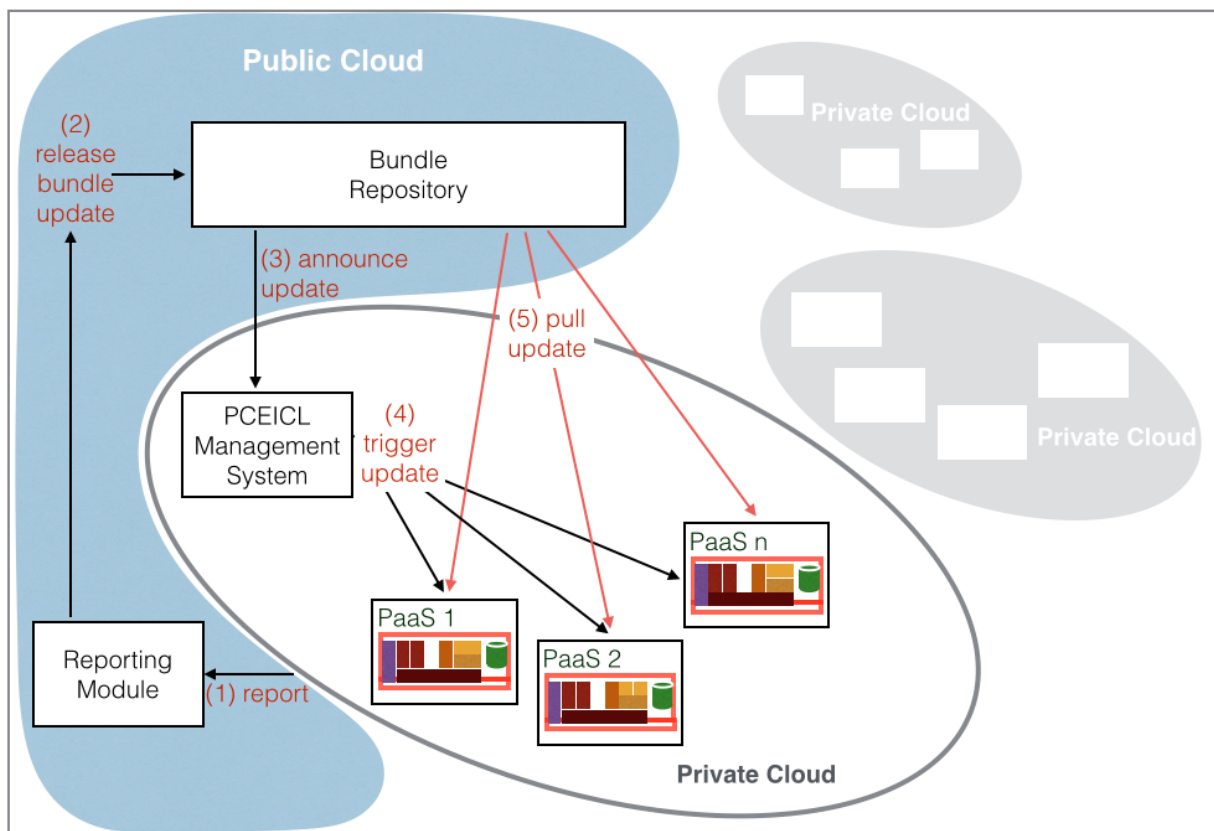 Public Cloud
Private Cloud
(2)
release
bundle
update
Bundle
Repository
(3) announce
update
(5) pull
update
Private Cloud
PCEICL
Management
System
(4)
trigger
update
PaaS n
PaaS 1
PaaS 2
Reporting
Module
(1) report
Private Cloud